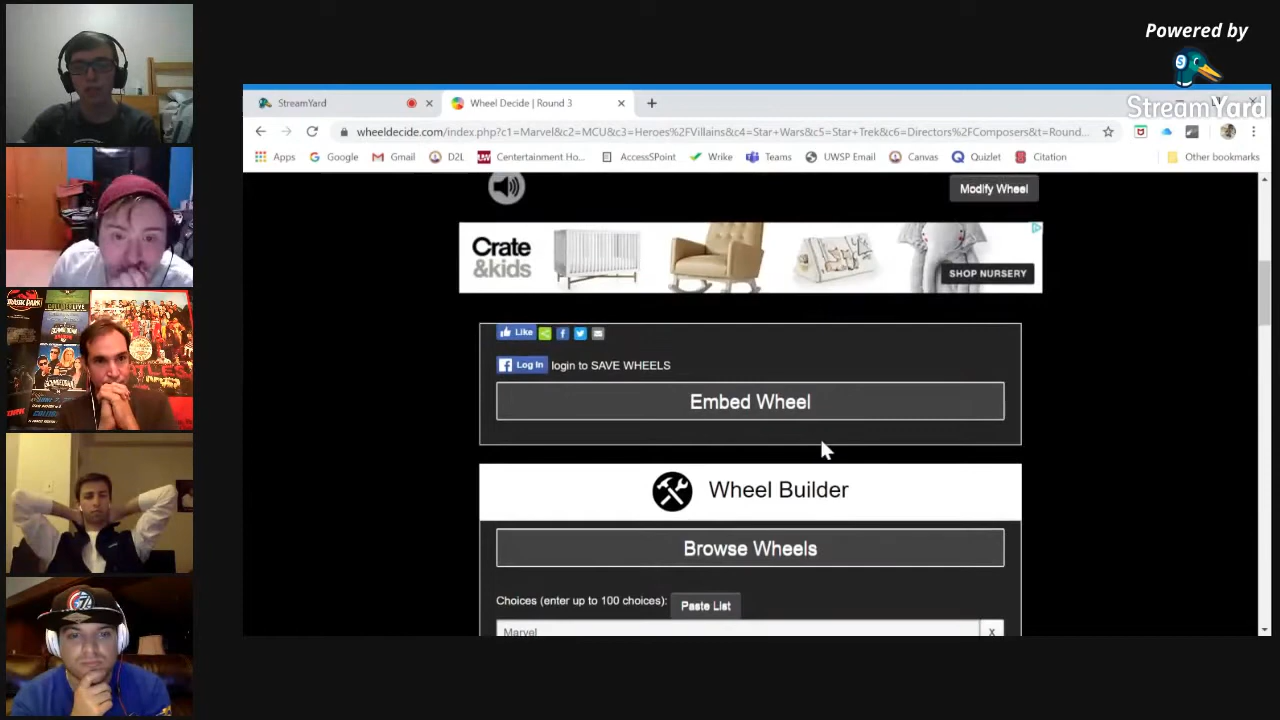 Powered by
StreamYard
StreamYard
Wheel Decide | Round 3
wheeldecide.com/index.php?c1=Marvel&c2=MCU&c3=Heroes%2FVillains&c4=Star+Wars&c5=Star+Trek&c6=Directors%2FComposers&t=Round...
Apps
Google
Gmail
D2L
Centertainment Ho...
AccessSPoint
Wrike
Teams
UWSP Email
Canvas
Quizlet
Citation
Other bookmarks
Modify Wheel
Crate
&kids
SHOP NURSERY
Like
Log In login to SAVE WHEELS
Embed Wheel
Wheel Builder
Browse Wheels
Choices (enter up to 100 choices): Paste List
Marvel
X